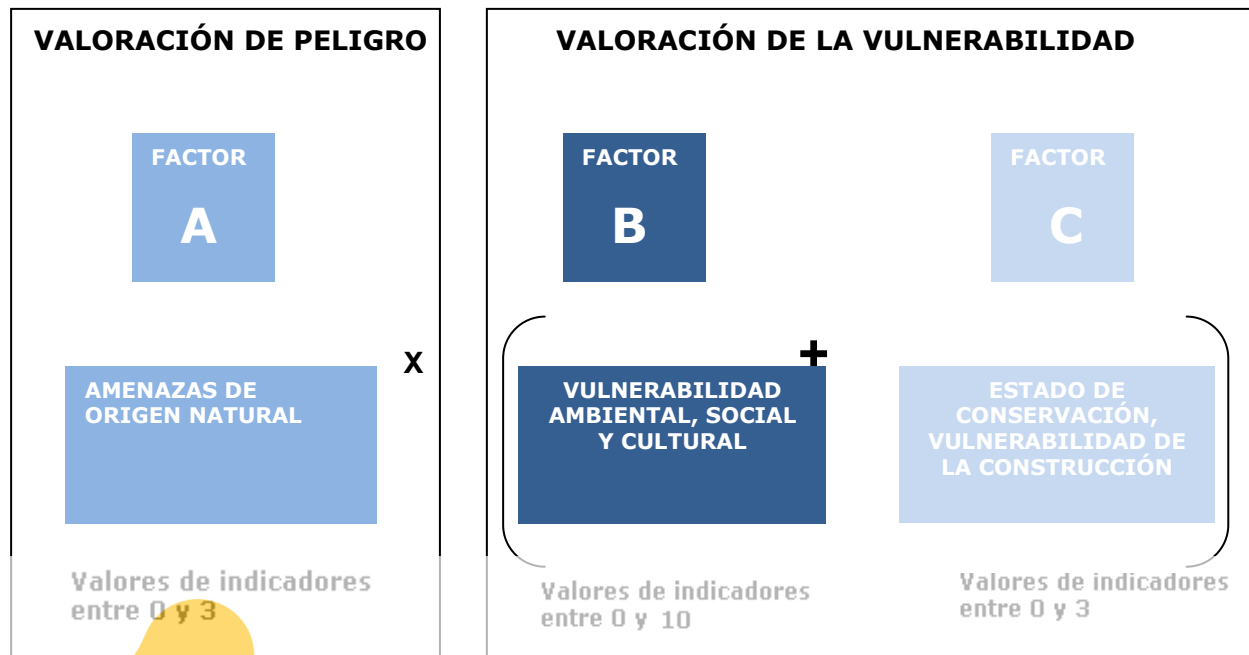 VALORACIÓN DE PELIGRO
FACTOR
A
X
AMENAZAS DE
ORIGEN NATURAL
Valores de indicadores
entre 0 y 3
VALORACIÓN DE LA VULNERABILIDAD
FACTOR
B
FACTOR
C
+
VULNERABILIDAD
AMBIENTAL, SOCIAL
Y CULTURAL
ESTADO DE
CONSERVACIÓN,
VULNERABILIDAD DE
LA CONSTRUCCIÓN
Valores de indicadores
entre 0 y 10
Valores de indicadores
entre 0 y 3